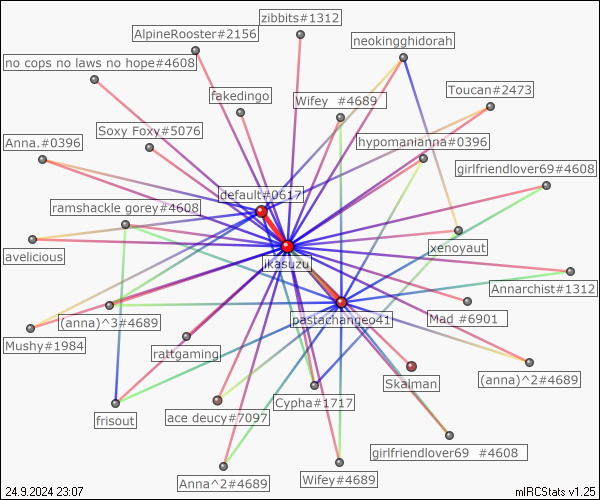 zibbits#1312
AlpineRooster#2156
neokingghidorah
no cops no laws no hope#4608
Toucan#2473
fakedingo
Wifey #4689
Soxy Foxy#5076
Anna.#0396
hypomanianna#0396
girlfriendlover69#4608
default#0617
ramshackle gorey#4608
xenoyaut
avelicious
ikasuzu
Annarchist#1312
pastachangeo41
Mad #6901
(anna)^3#4689
Mushy#1984
rattgaming
Skalman
(anna)^2#4689
Cypha#1717
frisout
ace deucy#7097
girlfriendlover69 #4608
Anna^2#4689
Wifey#4689
24.9.2024 23:07
mIRCStats v1.25